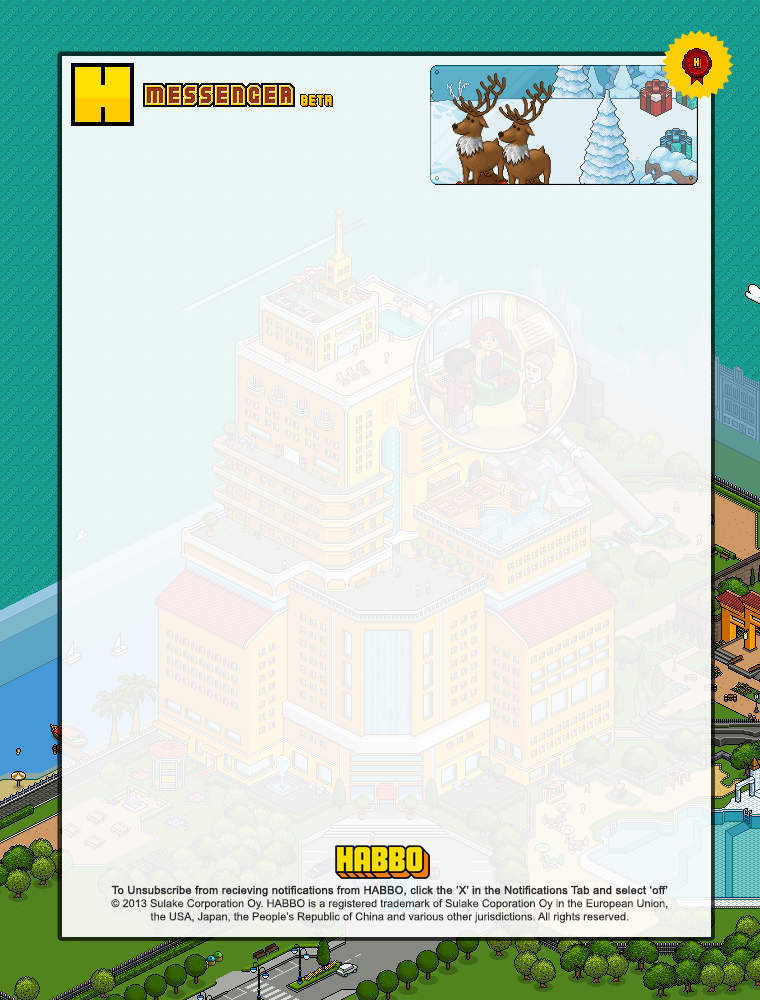 H MESSENGER BETA
H
HABBO
To Unsubscribe from recieving notifications from HABBO, click the ‘X’ in the Notifications Tab and select ‘off’
© 2013 Sulake Corporation Oy. HABBO is a registered trademark of Sulake Coporation Oy in the European Union,
the USA, Japan, the People’s Republic of China and various other jurisdictions. All rights reserved.